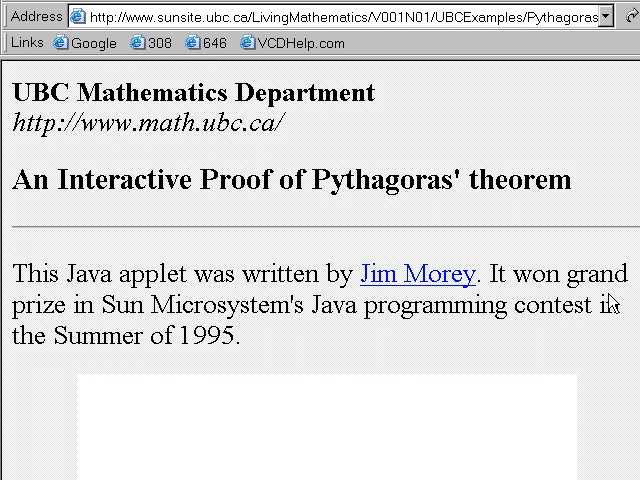 Address http://www.sunsite.ubc.ca/LivingMathematics/V001N01/UBCExamples/Pythagoras
Links Google 308 646 VCDHelp.com
UBC Mathematics Department
http://www.math.ubc.ca/
An Interactive Proof of Pythagoras' theorem
This Java applet was written by Jim Morey. It won grand
prize in Sun Microsystem's Java programming contest in
the Summer of 1995.